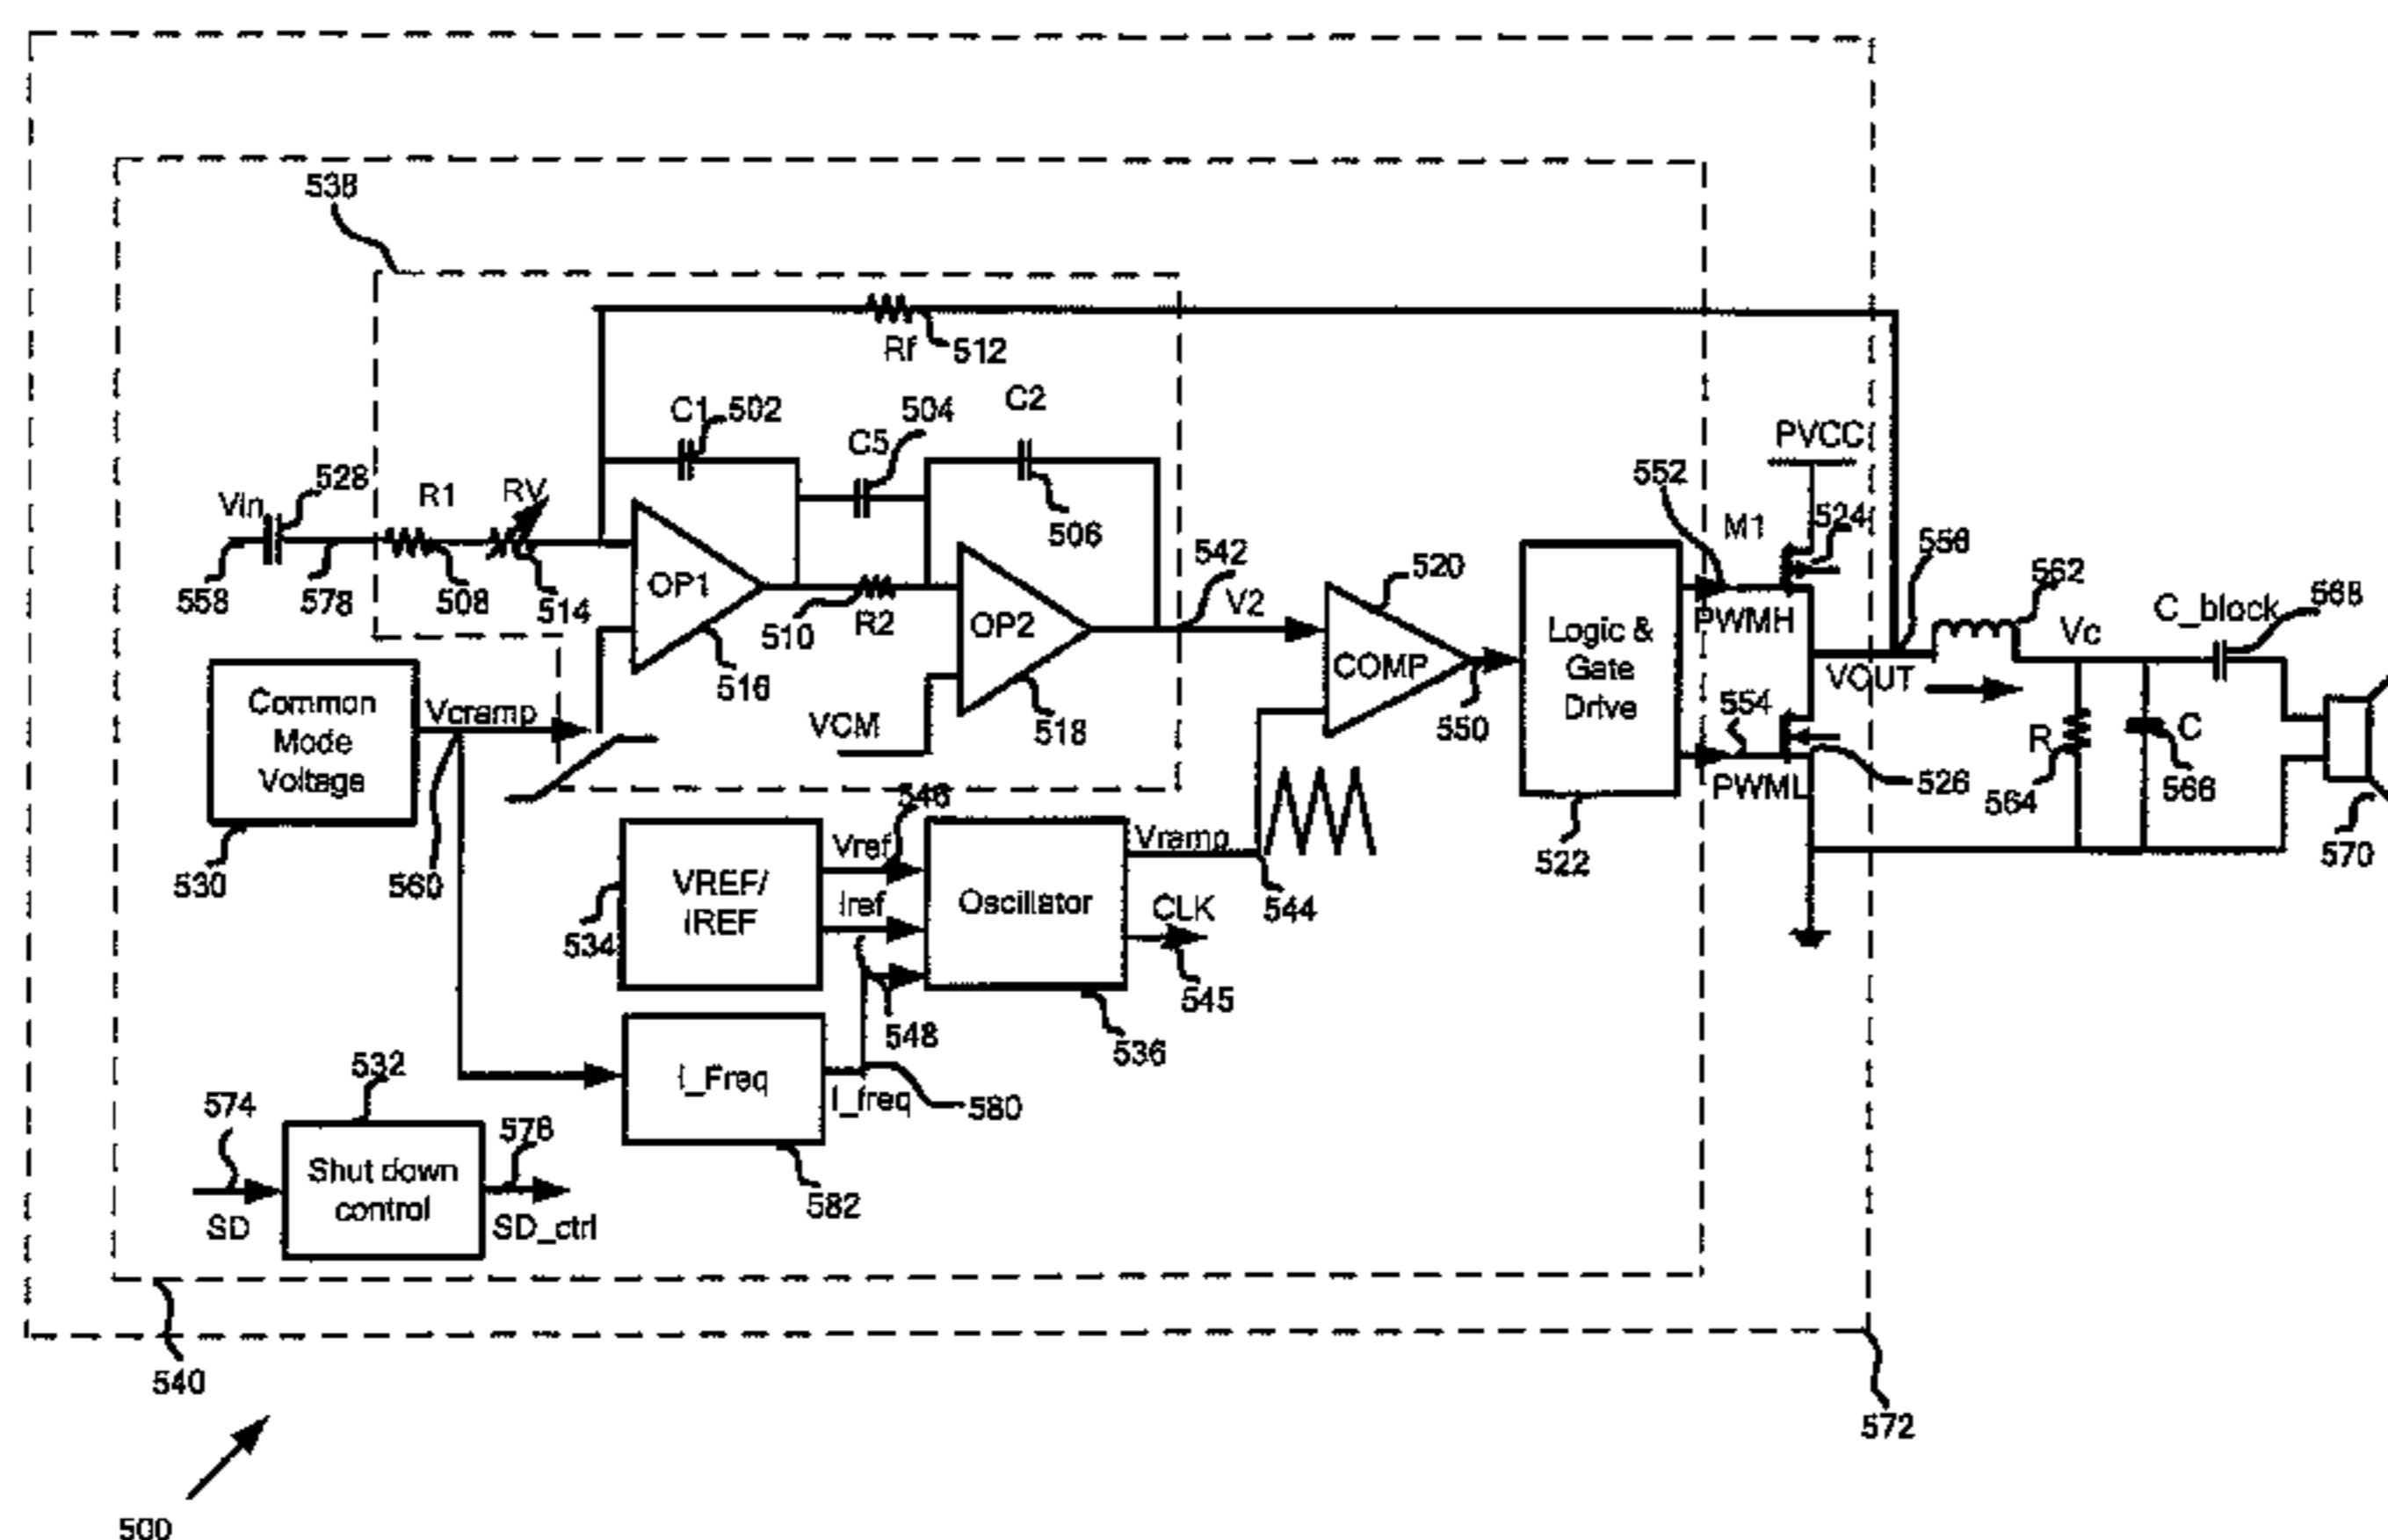 538
Rf
512
C1
502
504
C2
C5
PVCC
Vin
528
R1
RV
552
M1
524
556
506
542
520
562
558
578
508
514
OP1
510
R2
OP2
V2
PWMH
Vc
C_block
568
Logic &
Gate
Drive
COMP
516
VOUT
Common
Mode
Voltage
Vcramp
VCM
518
550
554
R
C
PWML
526
564
566
570
530
560
546
Vref
VREF/
IREF
Iref
534
Oscillator
Vramp
544
522
CLK
545
548
536
532
I_Freq
I_freq
580
574
576
Shut down
control
SD
SD_ctrl
582
540
572
500